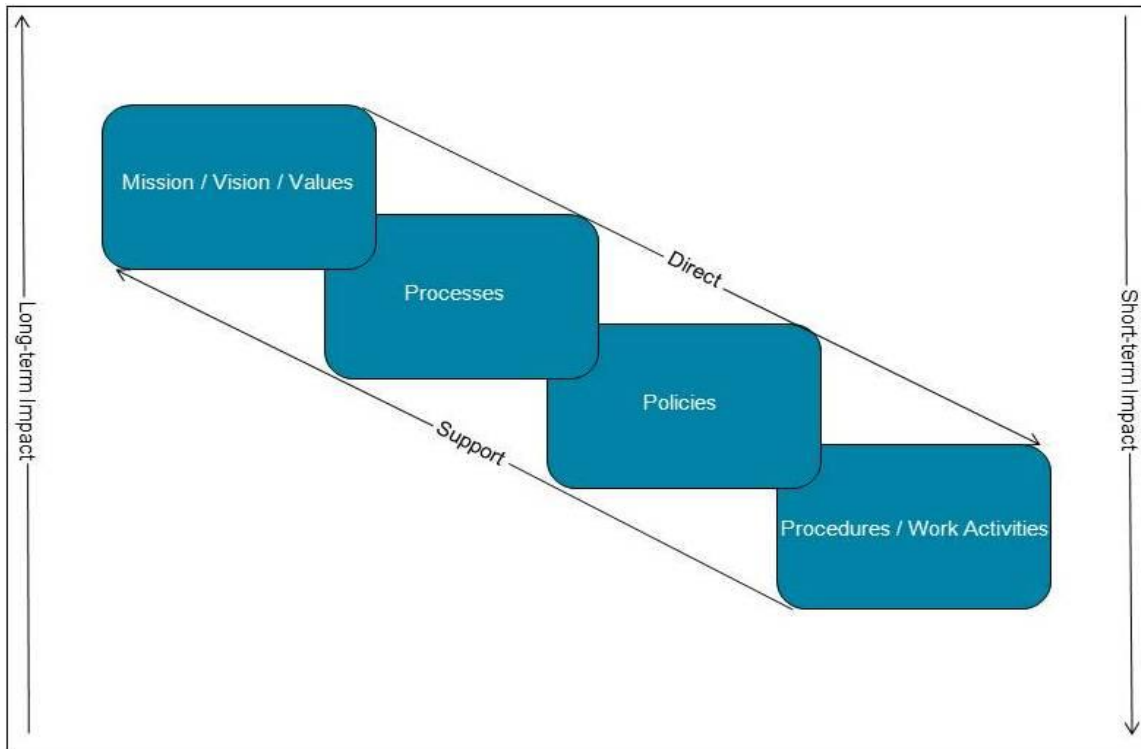 Mission / Vision / Values
Processes
Direct
Policies
Support
Procedures / Work Activities
Long-term Impact
Short-term Impact